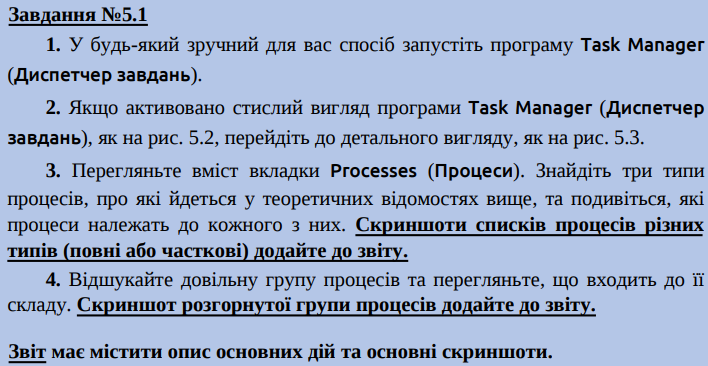 Завдання №5.1
1. У будь-який зручний для вас спосіб запустіть програму Task Manager
(Диспетчер завдань).
2. Якщо активовано стислий вигляд програми Task Manager (Диспетчер
завдань), як на рис. 5.2, перейдіть до детального вигляду, як на рис. 5.3.
3. Перегляньте вміст вкладки Processes (Процеси). Знайдіть три типи
процесів, про які йдеться у теоретичних відомостях вище, та подивіться, які
процеси належать до кожного з них. Скриншоти списків процесів різних
типів (повні або часткові) додайте до звіту.
4. Відшукайте довільну групу процесів та перегляньте, що входить до її
складу. Скриншот розгорнутої групи процесів додайте до звіту.
Звіт має містити опис основних дій та основні скриншоти.